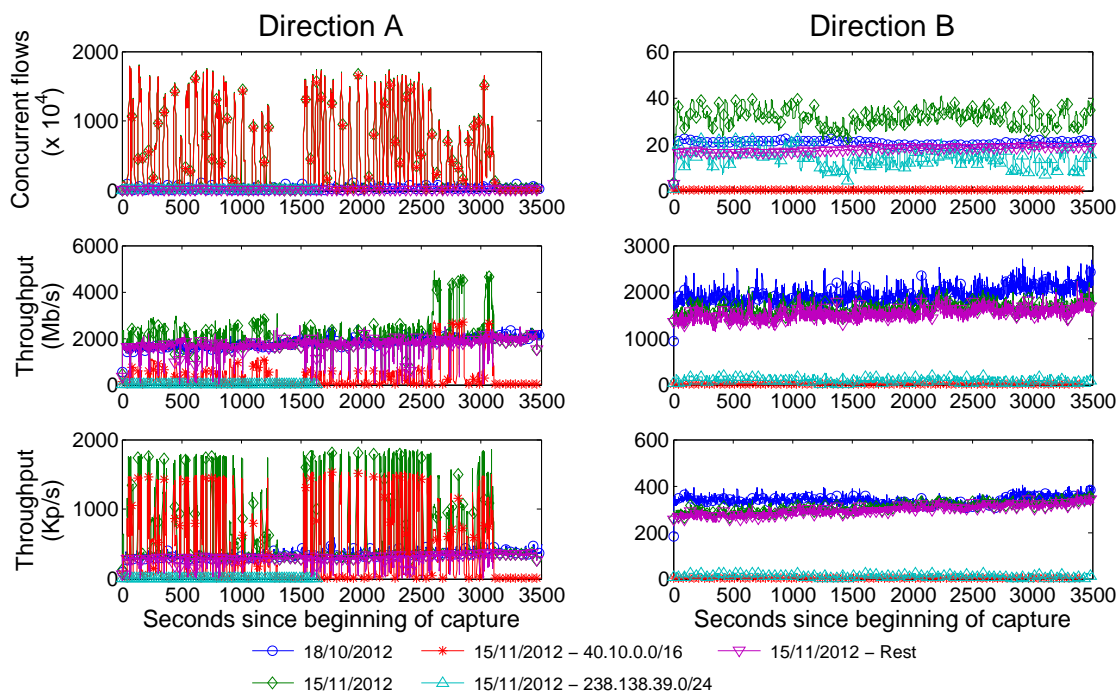 Direction A
Direction B
Concurrent flows
(x 10^4)
2000
1000
0
0 500 1000 1500 2000 2500 3000 3500
60
40
20
0
0 500 1000 1500 2000 2500 3000 3500
Throughput
(Mb/s)
6000
4000
2000
0
0 500 1000 1500 2000 2500 3000 3500
3000
2000
1000
0
0 500 1000 1500 2000 2500 3000 3500
Throughput
(Kp/s)
2000
1000
0
0 500 1000 1500 2000 2500 3000 3500
Seconds since beginning of capture
600
400
200
0
0 500 1000 1500 2000 2500 3000 3500
Seconds since beginning of capture
18/10/2012
15/11/2012 − 40.10.0.0/16
15/11/2012 − Rest
15/11/2012
15/11/2012 − 238.138.39.0/24